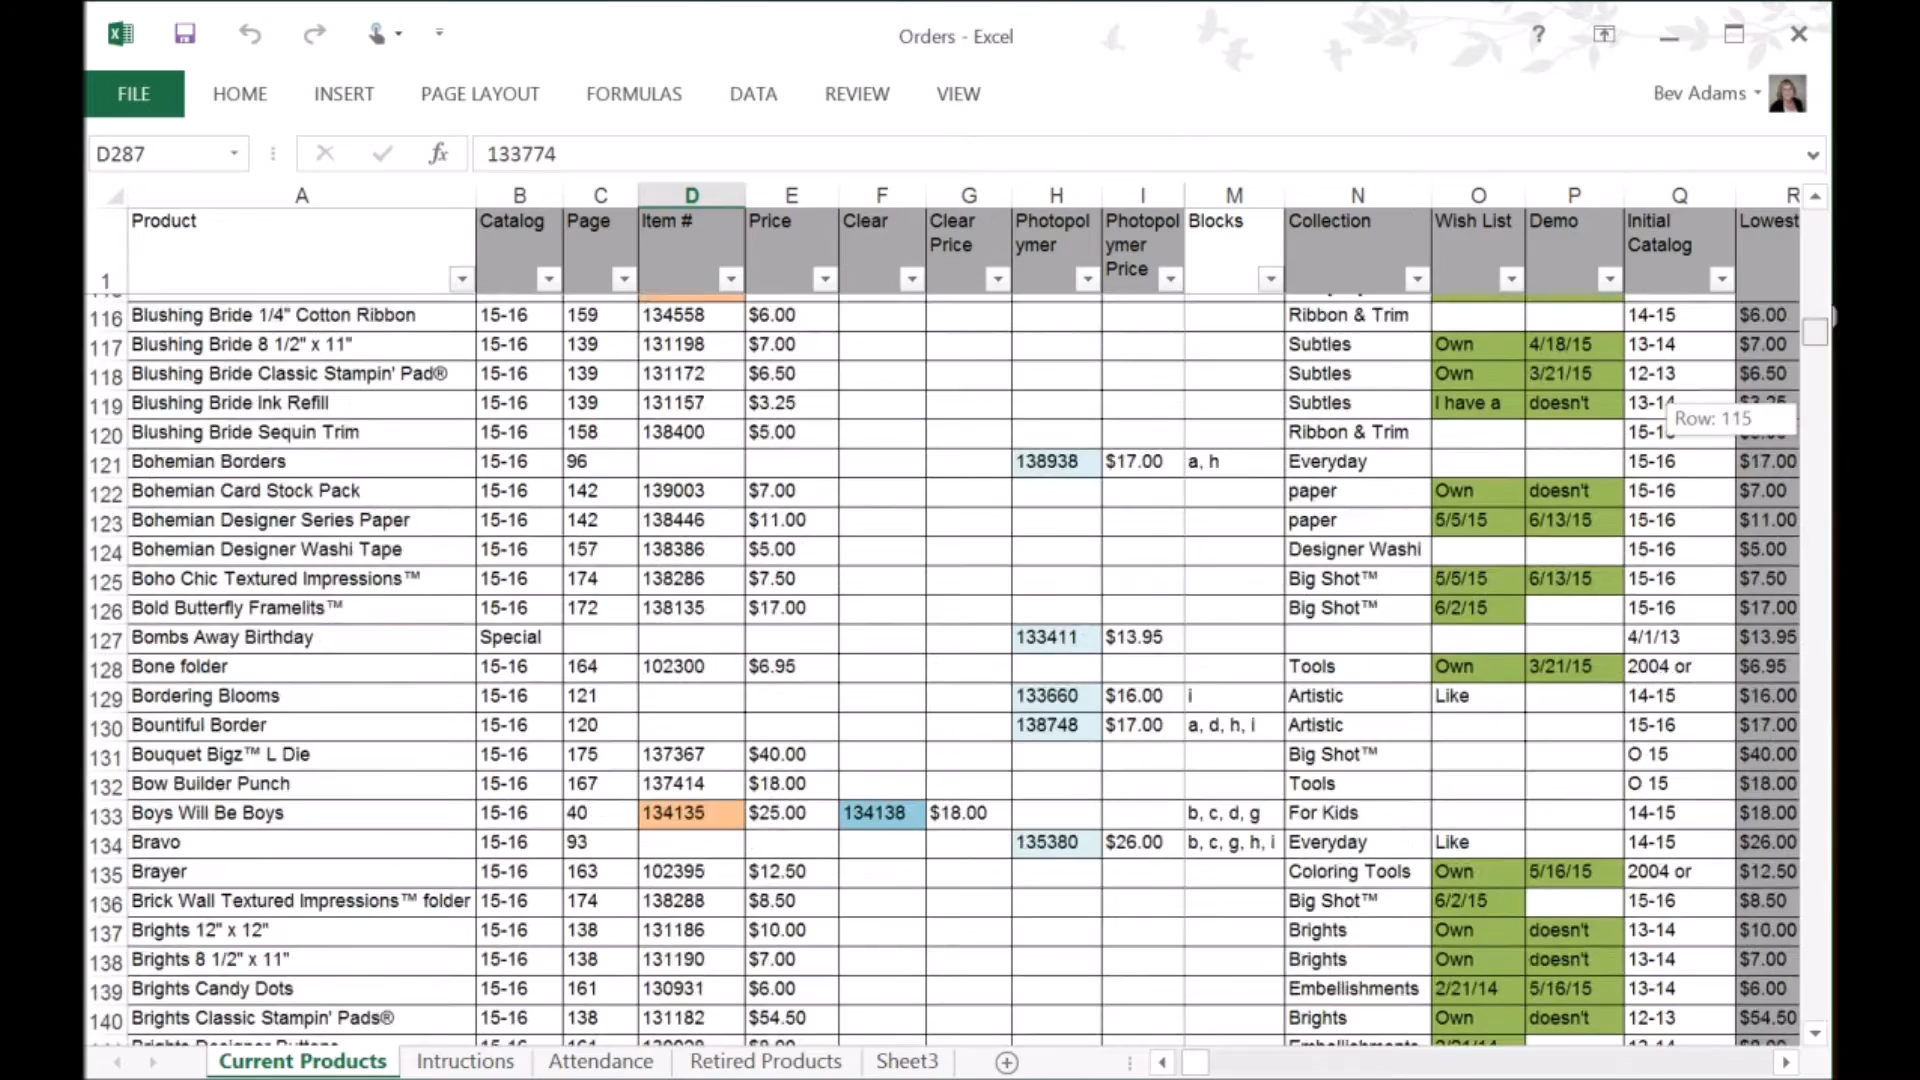 Orders - Excel
?
FILE HOME INSERT PAGE LAYOUT FORMULAS DATA REVIEW VIEW Bev Adams
D287 fx 133774
A B C D E F G H I M N O P Q R
1 Product Catalog Page Item # Price Clear Clear Price Photopolymer Photopolymer Price Blocks Collection Wish List Demo Initial Catalog Lowest
116 Blushing Bride 1/4" Cotton Ribbon 15-16 159 134558 $6.00 Ribbon & Trim 14-15 $6.00
117 Blushing Bride 8 1/2" x 11" 15-16 139 131198 $7.00 Subtles Own 4/18/15 13-14 $7.00
118 Blushing Bride Classic Stampin' Pad® 15-16 139 131172 $6.50 Subtles Own 3/21/15 12-13 $6.50
119 Blushing Bride Ink Refill 15-16 139 131157 $3.25 Subtles I have a doesn't 13-14
Row: 115
120 Blushing Bride Sequin Trim 15-16 158 138400 $5.00 Ribbon & Trim
121 Bohemian Borders 15-16 96 138938 $17.00 a, h Everyday 15-16 $17.00
122 Bohemian Card Stock Pack 15-16 142 139003 $7.00 paper Own doesn't 15-16 $7.00
123 Bohemian Designer Series Paper 15-16 142 138446 $11.00 paper 5/5/15 6/13/15 15-16 $11.00
124 Bohemian Designer Washi Tape 15-16 157 138386 $5.00 Designer Washi 15-16 $5.00
125 Boho Chic Textured Impressions™ 15-16 174 138286 $7.50 Big Shot™ 5/5/15 6/13/15 15-16 $7.50
126 Bold Butterfly Framelits™ 15-16 172 138135 $17.00 Big Shot™ 6/2/15 15-16 $17.00
127 Bombs Away Birthday Special 133411 $13.95 4/1/13 $13.95
128 Bone folder 15-16 164 102300 $6.95 Tools Own 3/21/15 2004 or $6.95
129 Bordering Blooms 15-16 121 133660 $16.00 i Artistic Like 14-15 $16.00
130 Bountiful Border 15-16 120 138748 $17.00 a, d, h, i Artistic 15-16 $17.00
131 Bouquet Bigz™ L Die 15-16 175 137367 $40.00 Big Shot™ O 15 $40.00
132 Bow Builder Punch 15-16 167 137414 $18.00 Tools O 15 $18.00
133 Boys Will Be Boys 15-16 40 134135 $25.00 134138 $18.00 b, c, d, g For Kids 14-15 $18.00
134 Bravo 15-16 93 135380 $26.00 b, c, g, h, i Everyday Like 14-15 $26.00
135 Brayer 15-16 163 102395 $12.50 Coloring Tools Own 5/16/15 2004 or $12.50
136 Brick Wall Textured Impressions™ folder 15-16 174 138288 $8.50 Big Shot™ 6/2/15 15-16 $8.50
137 Brights 12" x 12" 15-16 138 131186 $10.00 Brights Own doesn't 13-14 $10.00
138 Brights 8 1/2" x 11" 15-16 138 131190 $7.00 Brights Own doesn't 13-14 $7.00
139 Brights Candy Dots 15-16 161 130931 $6.00 Embellishments 2/21/14 5/16/15 13-14 $6.00
140 Brights Classic Stampin' Pads® 15-16 138 131182 $54.50 Brights Own doesn't 12-13 $54.50
Current Products Intructions Attendance Retired Products Sheet3